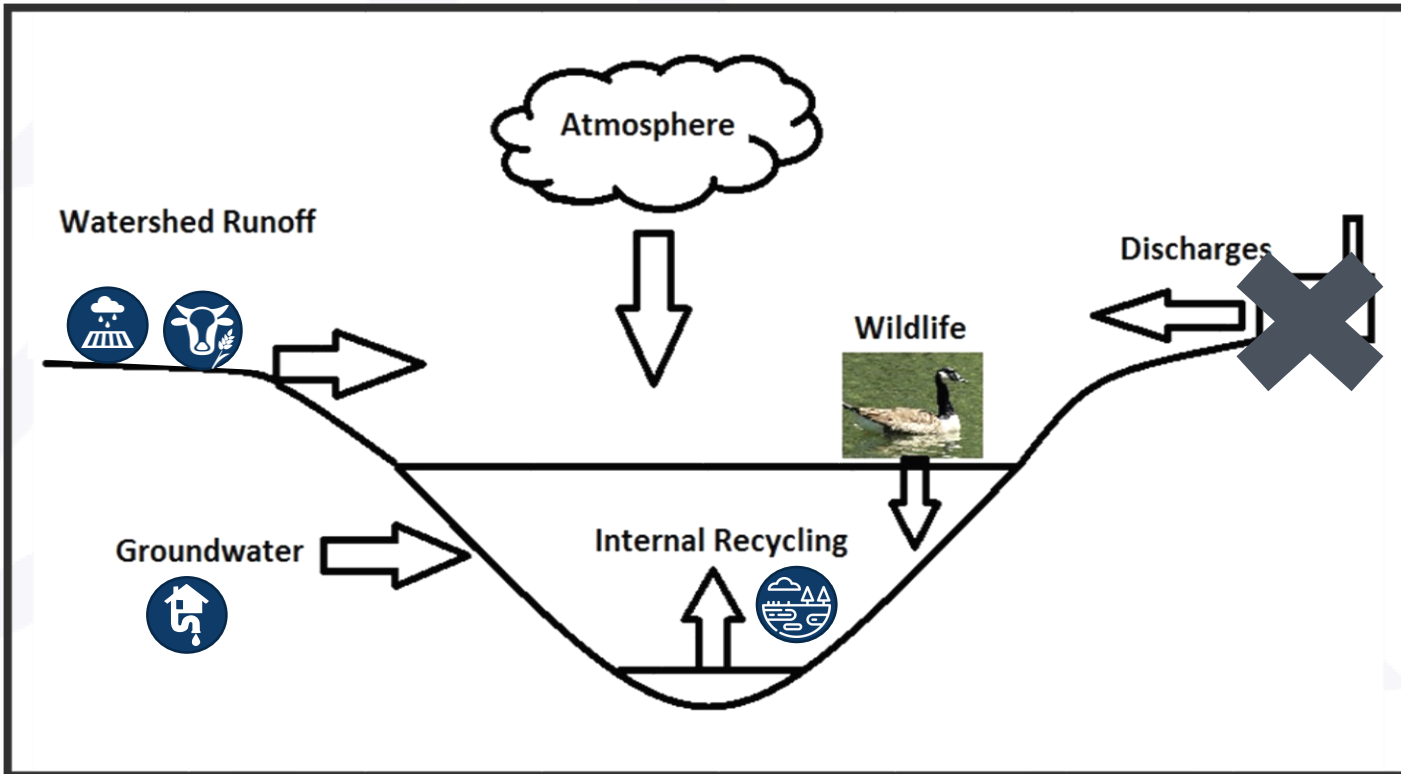 Atmosphere
Watershed Runoff
Discharges
Wildlife
Internal Recycling
Groundwater